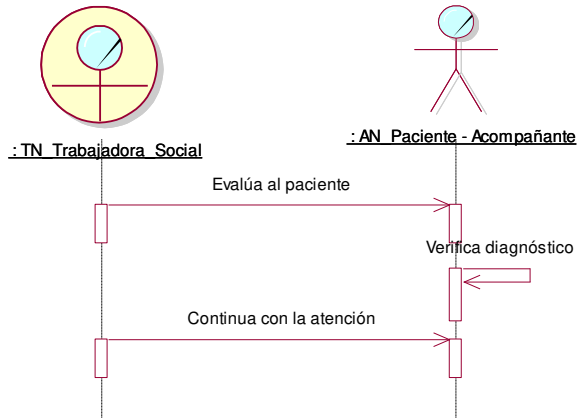 : TN_Trabajadora_Social
: AN_Paciente - Acompañante
Evalúa al paciente
Verifica diagnóstico
Continua con la atención